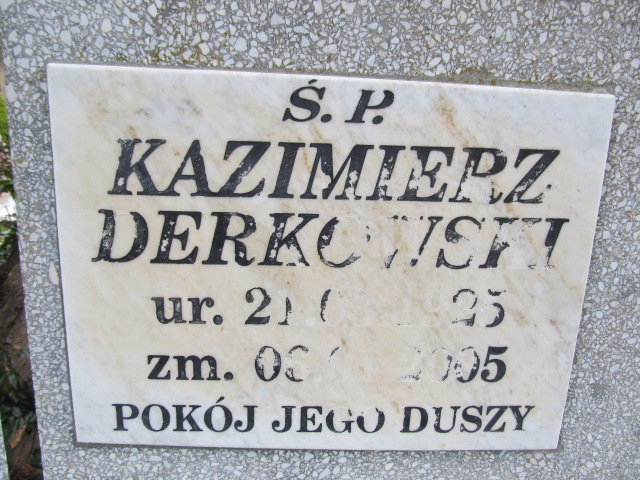 Ś. P.
KAZIMIERZ
DERKOWSKI
ur.
zm.
POKÓJ JEGO DUSZY